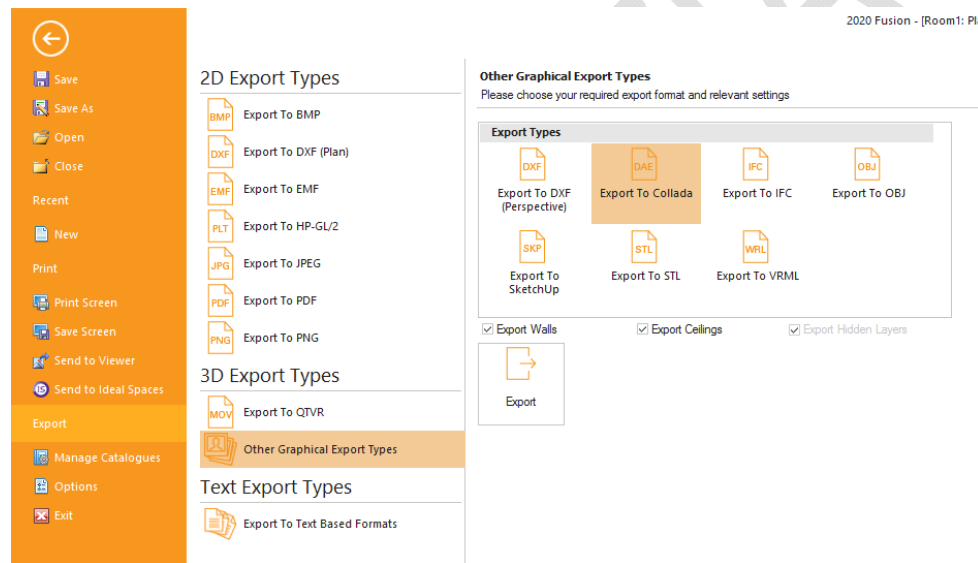 2020 Fusion - [Room1: Pl
Save
Save As
Open
Close
Recent
New
Print
Print Screen
Save Screen
Send to Viewer
IS Send to Ideal Spaces
Export
Manage Catalogues
Options
Exit
2D Export Types
BMP Export To BMP
DXF Export To DXF (Plan)
EMF Export To EMF
PLT Export To HP-GL/2
JPG Export To JPEG
PDF Export To PDF
PNG Export To PNG
3D Export Types
MOV Export To QTVR
Other Graphical Export Types
Text Export Types
Export To Text Based Formats
Other Graphical Export Types
Please choose your required export format and relevant settings
Export Types
DXF DAE IFC OBJ
Export To DXF Export To Collada Export To IFC Export To OBJ
(Perspective)
SKP STL WRL
Export To Export To STL Export To VRML
SketchUp
Export Walls Export Ceilings Export Hidden Layers
Export